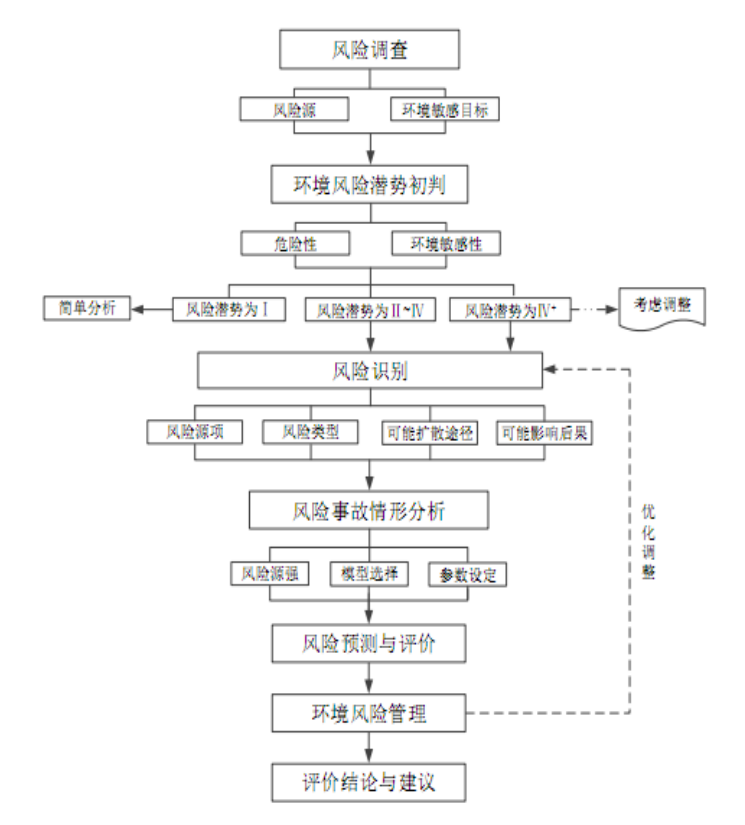 风险调查
风险源
环境敏感目标
环境风险潜势初判
危险性
环境敏感性
简单分析
风险潜势为Ⅰ
风险潜势为Ⅱ~Ⅳ
风险潜势为Ⅳ+
考虑调整
风险识别
风险源项
风险类型
可能扩散途径
可能影响后果
风险事故情形分析
优化调整
风险源强
模型选择
参数设定
风险预测与评价
环境风险管理
评价结论与建议